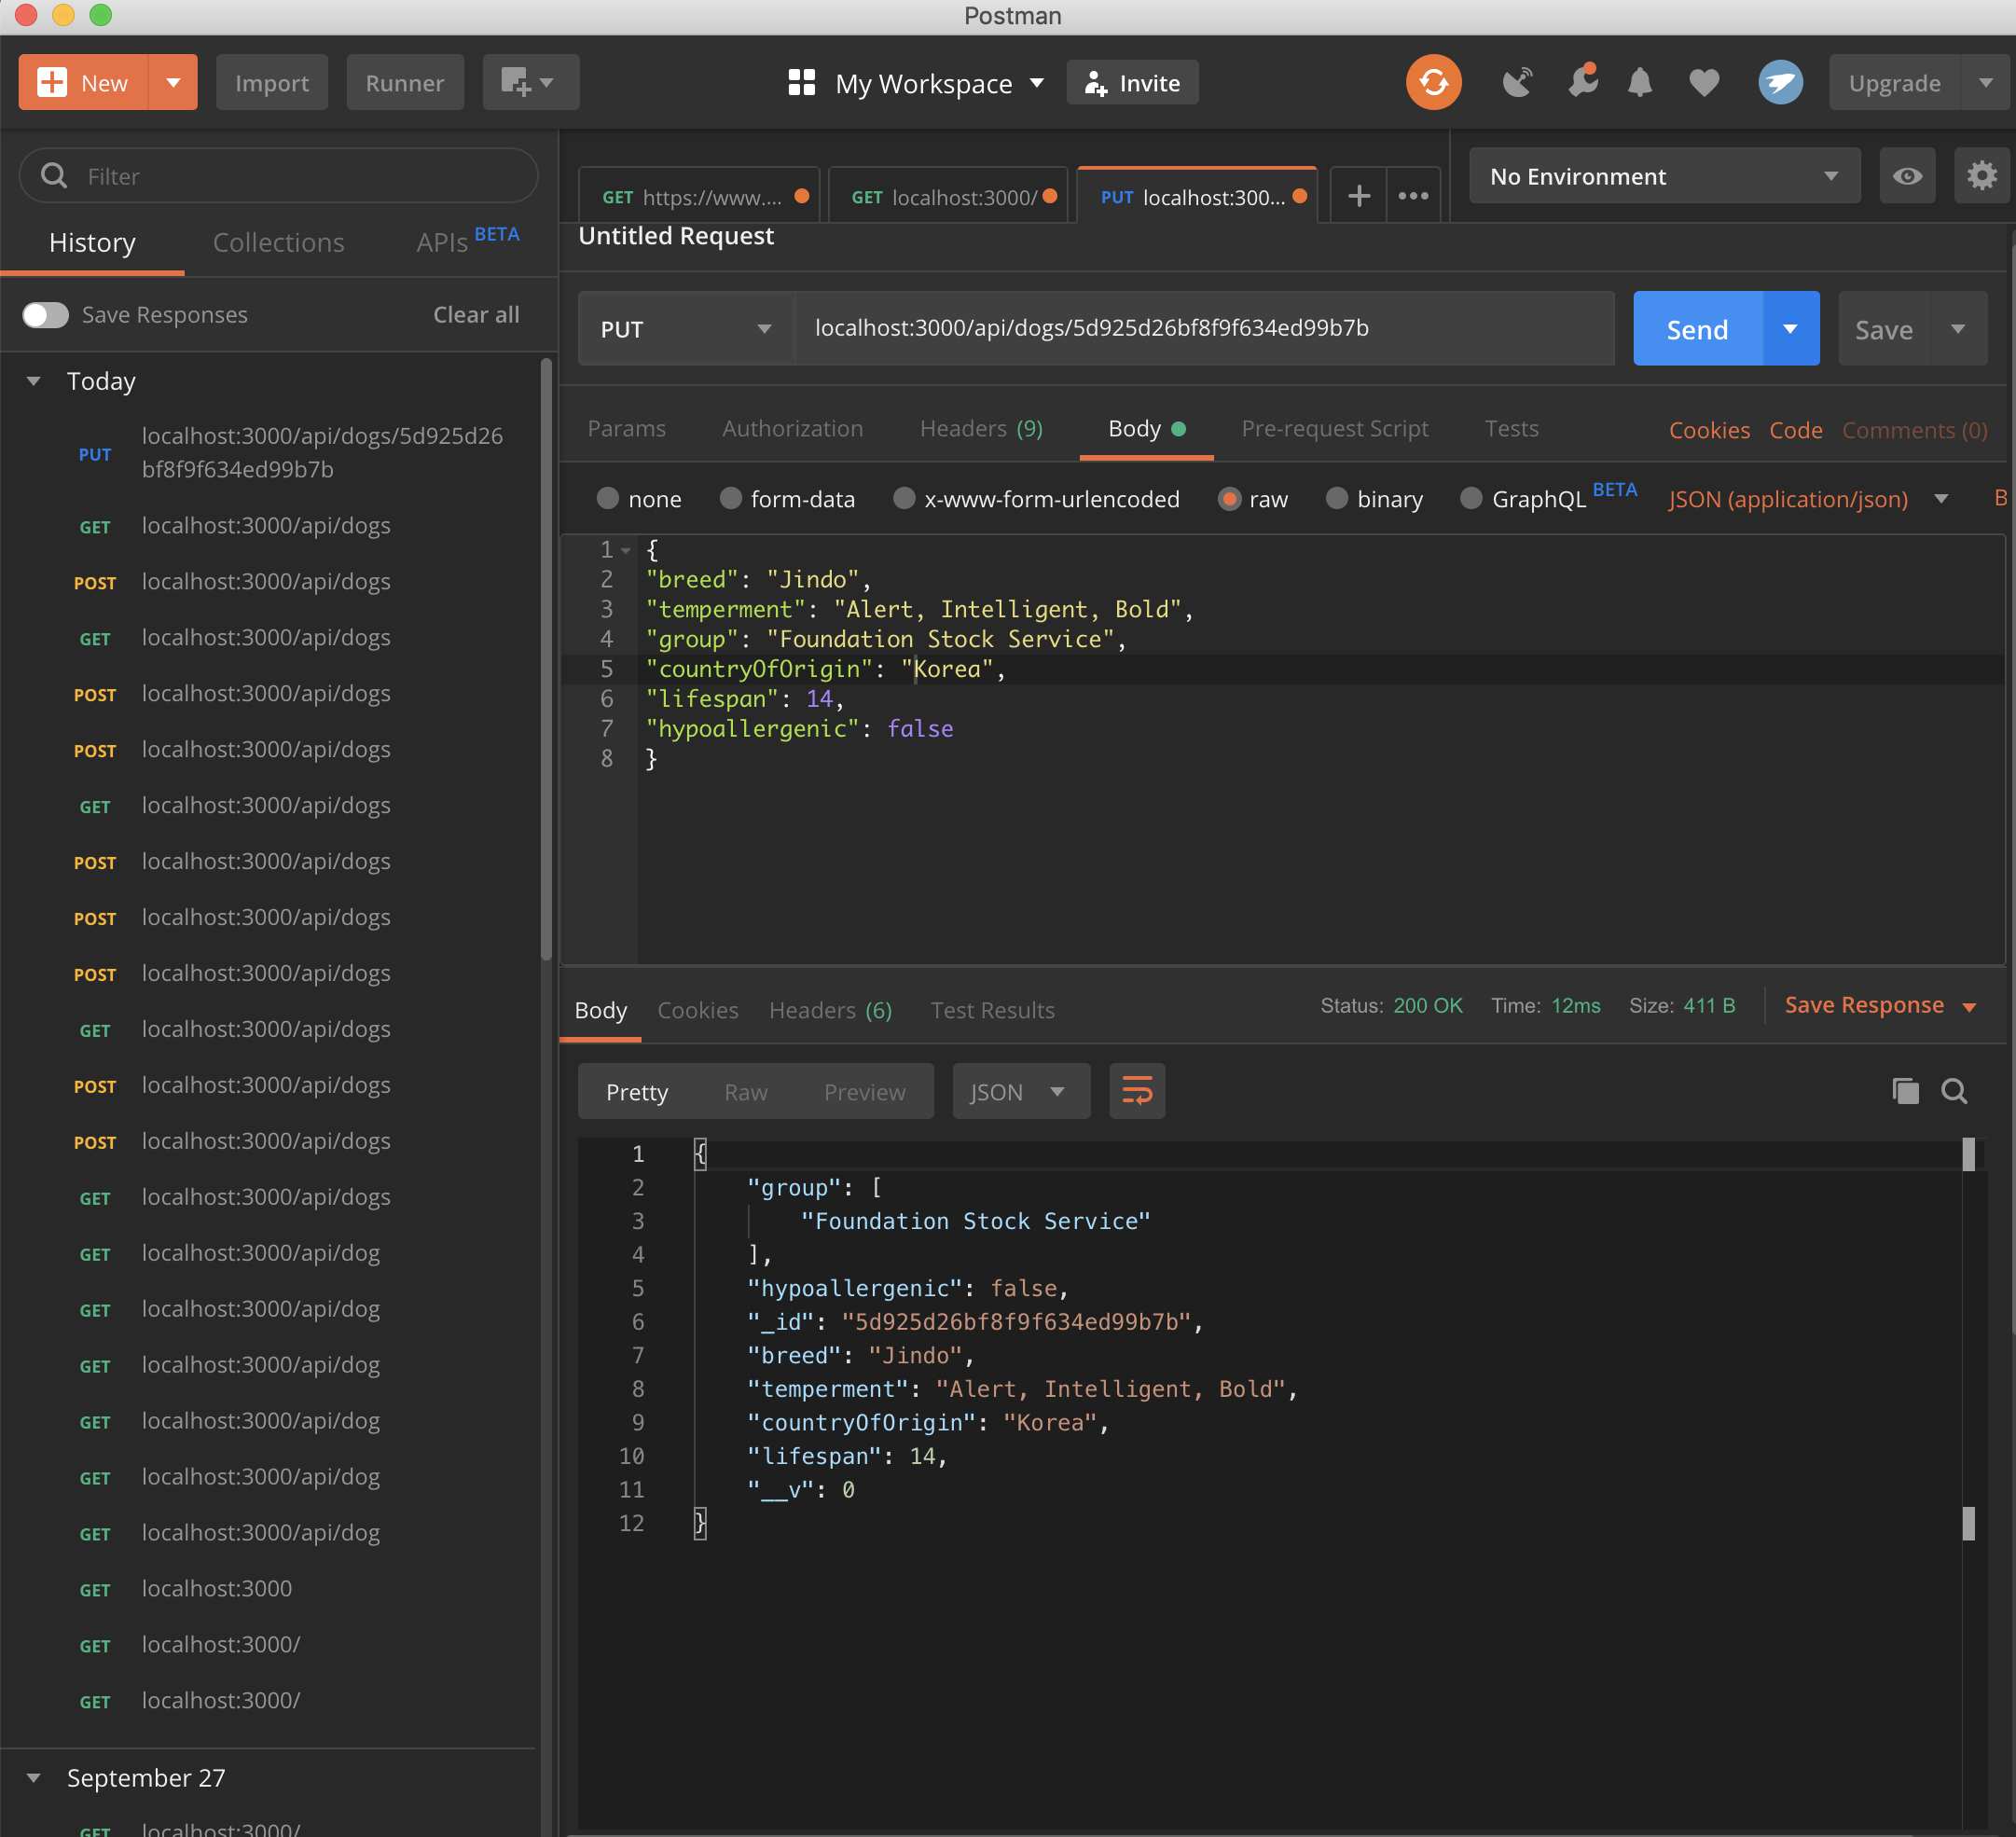 Postman
New
Import
Runner
My Workspace
Invite
Upgrade
Filter
History
Collections
APIs BETA
Save Responses
Clear all
Today
PUT localhost:3000/api/dogs/5d925d26
bf8f9f634ed99b7b
GET localhost:3000/api/dogs
POST localhost:3000/api/dogs
GET localhost:3000/api/dogs
POST localhost:3000/api/dogs
POST localhost:3000/api/dogs
GET localhost:3000/api/dogs
POST localhost:3000/api/dogs
POST localhost:3000/api/dogs
POST localhost:3000/api/dogs
GET localhost:3000/api/dogs
POST localhost:3000/api/dogs
POST localhost:3000/api/dogs
GET localhost:3000/api/dogs
GET localhost:3000/api/dog
GET localhost:3000/api/dog
GET localhost:3000/api/dog
GET localhost:3000/api/dog
GET localhost:3000/api/dog
GET localhost:3000/api/dog
GET localhost:3000
GET localhost:3000/
GET localhost:3000/
September 27
GET localhost:3000/
GET https://www....
GET localhost:3000/
PUT localhost:300...
No Environment
Untitled Request
PUT
localhost:3000/api/dogs/5d925d26bf8f9f634ed99b7b
Send
Save
Params
Authorization
Headers (9)
Body
Pre-request Script
Tests
Cookies
Code
Comments (0)
none
form-data
x-www-form-urlencoded
raw
binary
GraphQL BETA
JSON (application/json)
B
1 {
2 "breed": "Jindo",
3 "temperment": "Alert, Intelligent, Bold",
4 "group": "Foundation Stock Service",
5 "countryOfOrigin": "Korea",
6 "lifespan": 14,
7 "hypoallergenic": false
8 }
Body
Cookies
Headers (6)
Test Results
Status: 200 OK
Time: 12ms
Size: 411 B
Save Response
Pretty
Raw
Preview
JSON
1 {
2 "group": [
3 "Foundation Stock Service"
4 ],
5 "hypoallergenic": false,
6 "_id": "5d925d26bf8f9f634ed99b7b",
7 "breed": "Jindo",
8 "temperment": "Alert, Intelligent, Bold",
9 "countryOfOrigin": "Korea",
10 "lifespan": 14,
11 "__v": 0
12 }